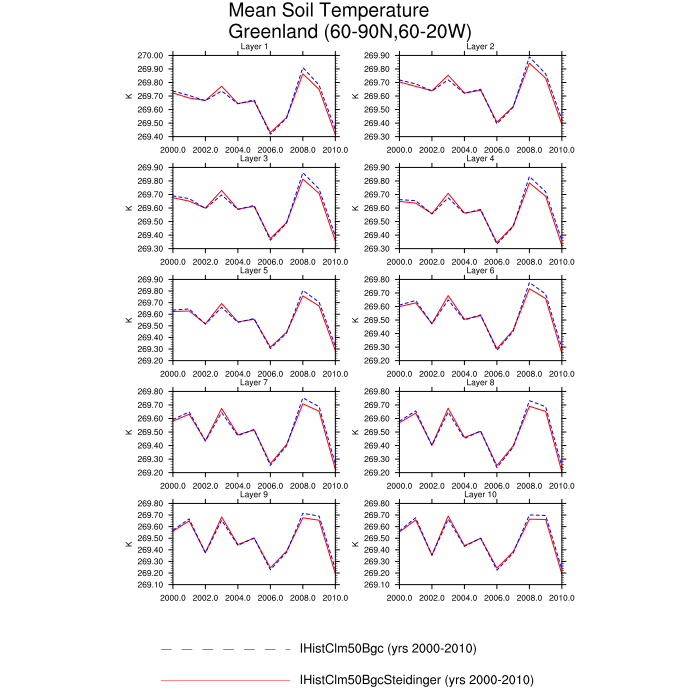 Mean Soil Temperature
Greenland (60-90N,60-20W)
Layer 1
Layer 2
270.00
269.90
269.80
269.70
269.60
269.50
269.40
K
2000.0 2002.0 2004.0 2006.0 2008.0 2010.0
269.90
269.80
269.70
269.60
269.50
269.40
269.30
K
2000.0 2002.0 2004.0 2006.0 2008.0 2010.0
Layer 3
Layer 4
269.90
269.80
269.70
269.60
269.50
269.40
269.30
K
2000.0 2002.0 2004.0 2006.0 2008.0 2010.0
269.90
269.80
269.70
269.60
269.50
269.40
269.30
K
2000.0 2002.0 2004.0 2006.0 2008.0 2010.0
Layer 5
Layer 6
269.90
269.80
269.70
269.60
269.50
269.40
269.30
269.20
K
2000.0 2002.0 2004.0 2006.0 2008.0 2010.0
269.80
269.70
269.60
269.50
269.40
269.30
269.20
K
2000.0 2002.0 2004.0 2006.0 2008.0 2010.0
Layer 7
Layer 8
269.80
269.70
269.60
269.50
269.40
269.30
269.20
K
2000.0 2002.0 2004.0 2006.0 2008.0 2010.0
269.80
269.70
269.60
269.50
269.40
269.30
269.20
K
2000.0 2002.0 2004.0 2006.0 2008.0 2010.0
Layer 9
Layer 10
269.80
269.70
269.60
269.50
269.40
269.30
269.20
269.10
K
2000.0 2002.0 2004.0 2006.0 2008.0 2010.0
269.80
269.70
269.60
269.50
269.40
269.30
269.20
269.10
K
2000.0 2002.0 2004.0 2006.0 2008.0 2010.0
IHistClm50Bgc (yrs 2000-2010)
IHistClm50BgcSteidinger (yrs 2000-2010)